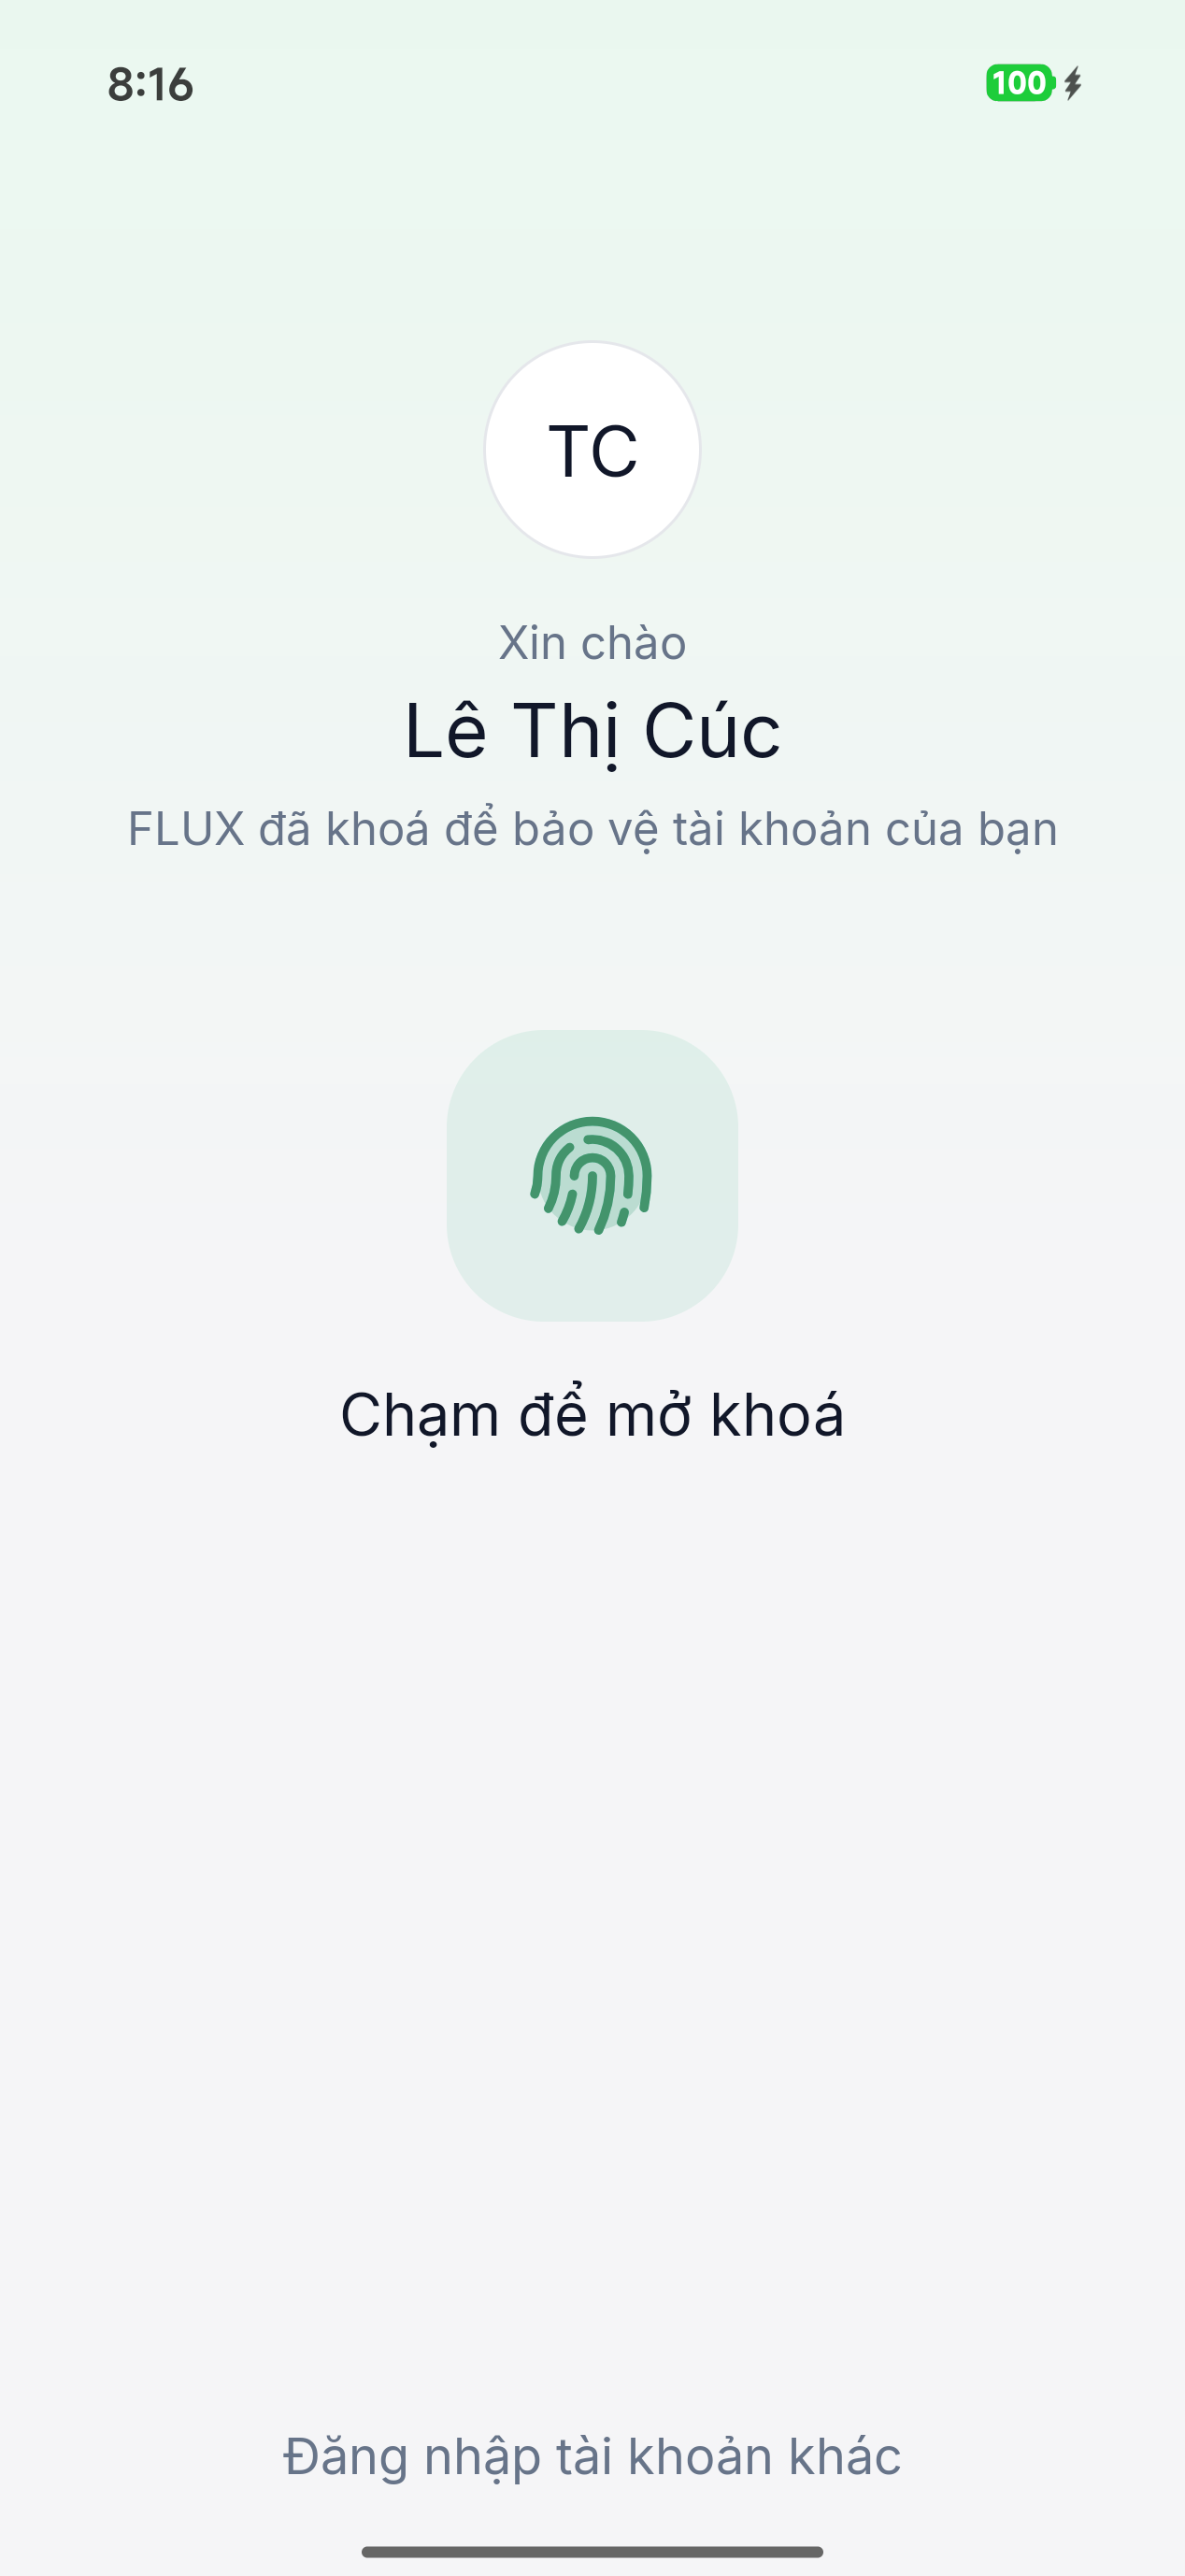 8:16
100
TC
Xin chào
Lê Thị Cúc
FLUX đã khoá để bảo vệ tài khoản của bạn
Chạm để mở khoá
Đăng nhập tài khoản khác